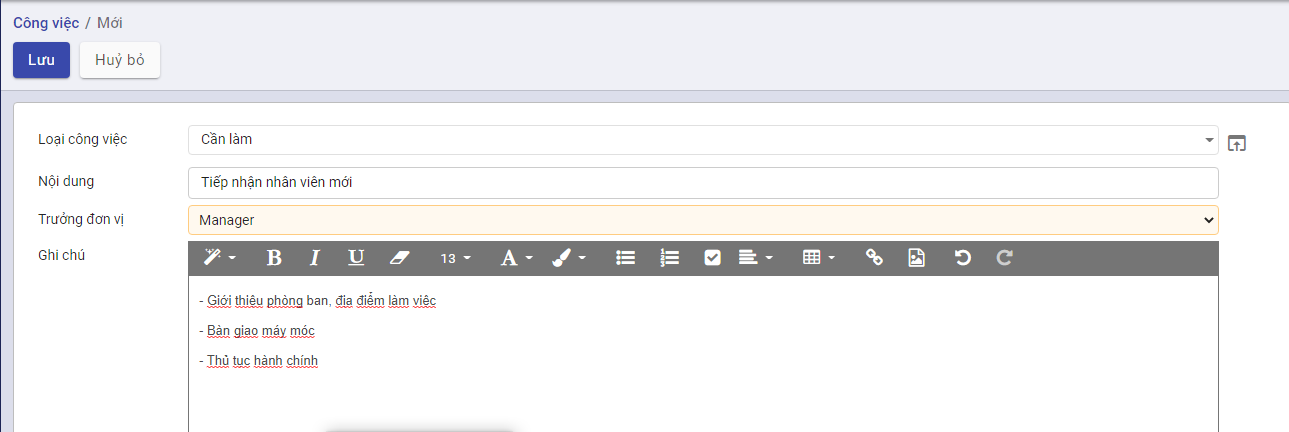 Công việc / Mới
Lưu Huỷ bỏ
Loại công việc Cần làm
Nội dung Tiếp nhận nhân viên mới
Trưởng đơn vị Manager
Ghi chú B I U 13 A
- Giới thiệu phòng ban, địa điểm làm việc
- Bàn giao máy móc
- Thủ tục hành chính